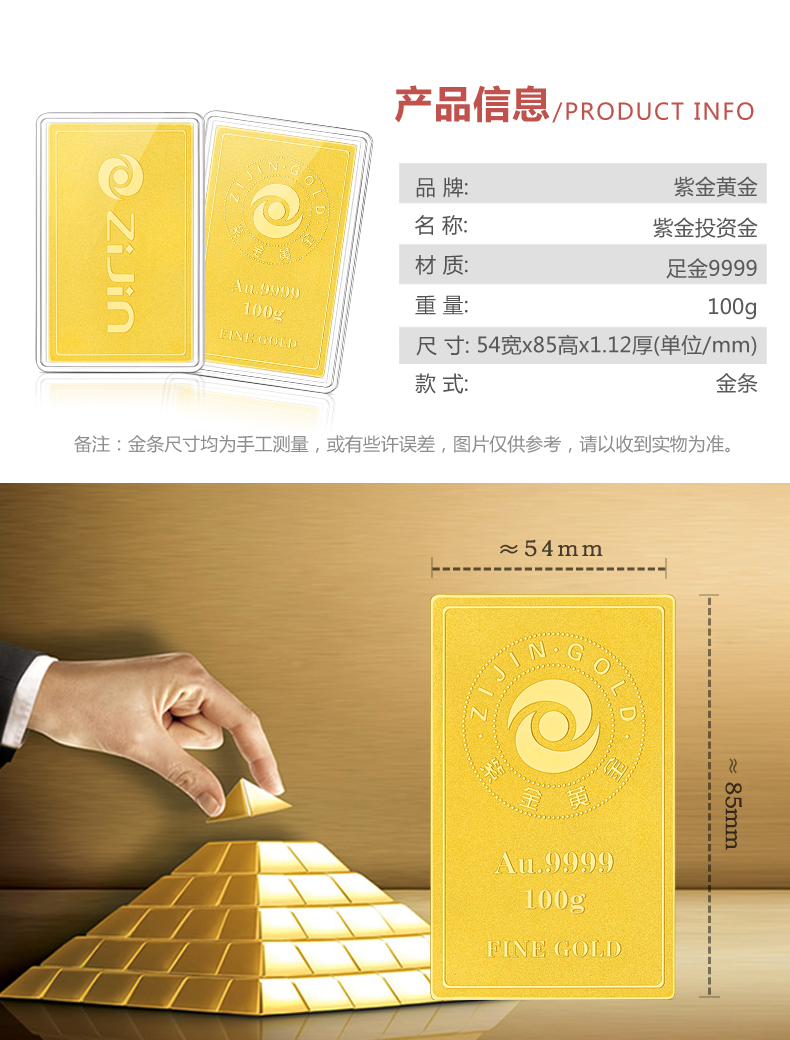 产品信息/PRODUCT INFO
品 牌: 紫金黄金
名 称: 紫金投资金
材 质: 足金9999
重 量: 100g
尺 寸: 54宽x85高x1.12厚(单位/mm)
款 式: 金条
ZiJin
ZIJIN·GOLD
紫金黄金
Au.9999
100g
FINE GOLD
备注：金条尺寸均为手工测量，或有些许误差，图片仅供参考，请以收到实物为准。
≈54mm
·ZIJIN·GOLD·
紫金黄金
≈85mm
Au.9999
100g
FINE GOLD